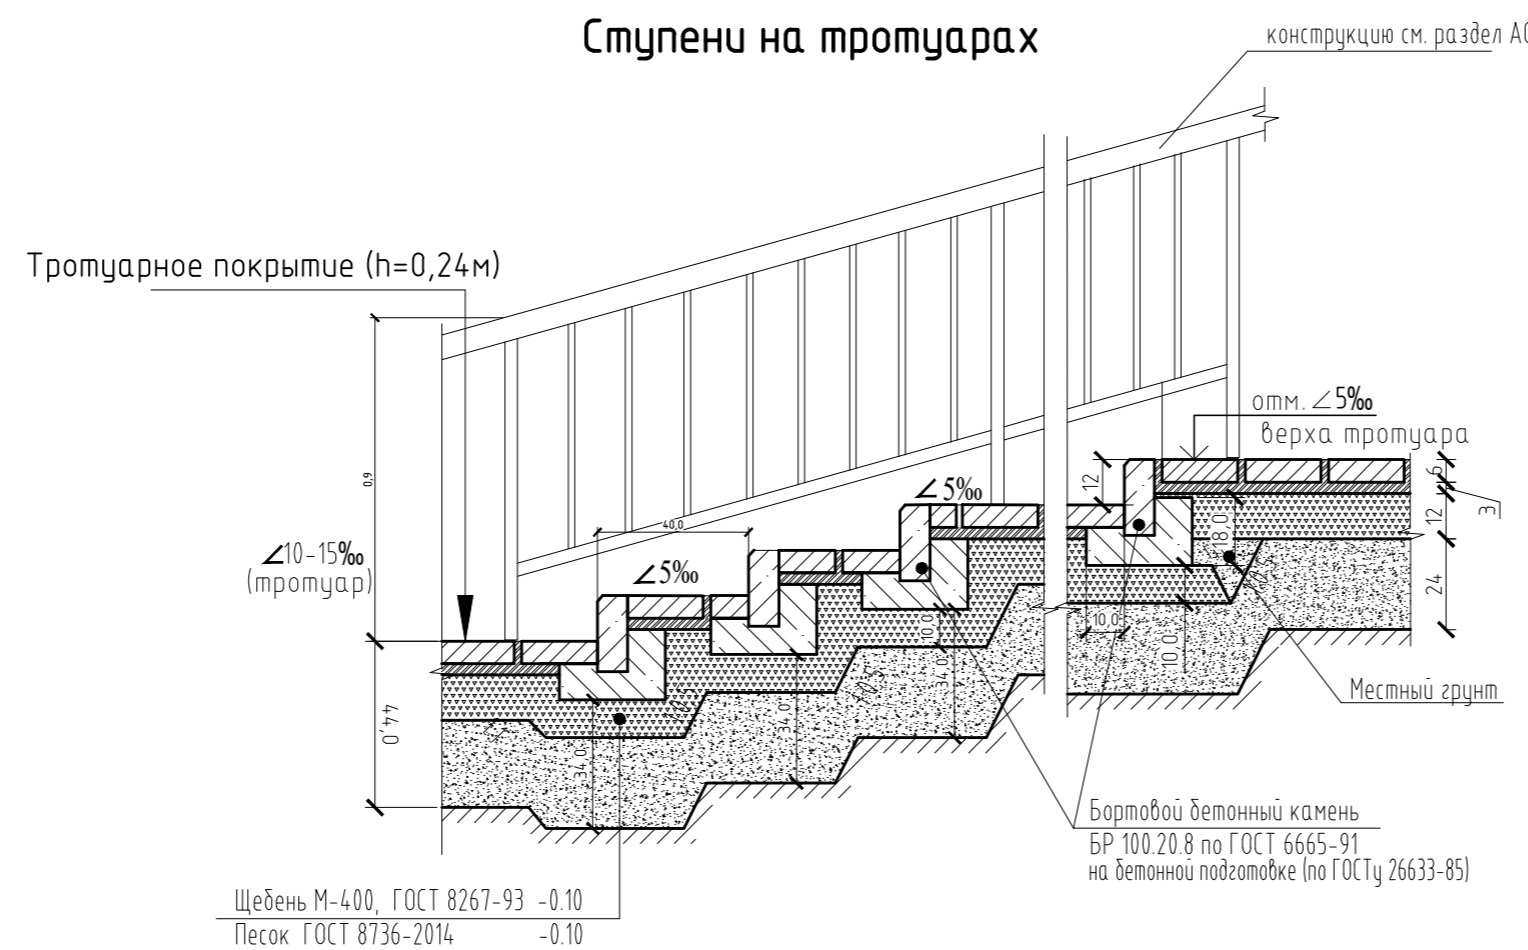 Ступени на тротуарах
конструкцию см. раздел
Тротуарное покрытие (h=0,24м)
0,9
отм. ∠5‰
верха тротуара
∠5‰
12
6
3
12
24
40,0
18,0
∠10-15‰
(тротуар)
∠5‰
10,0
10,0
10,0
34,0
34,0
34,0
44,0
Местный грунт
Бортовой бетонный камень
БР 100.20.8 по ГОСТ 6665-91
на бетонной подготовке (по ГОСТу 26633-85)
Щебень М-400, ГОСТ 8267-93 -0.10
Песок ГОСТ 8736-2014 -0.10